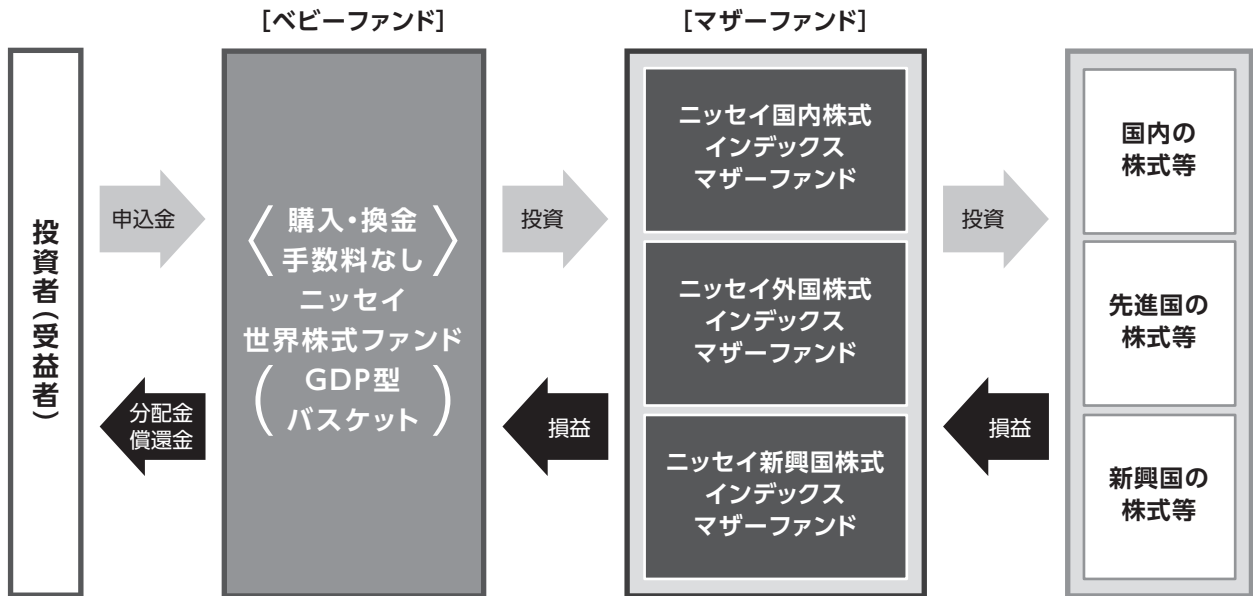 [ベビーファンド]
[マザーファンド]
投資者(受益者)
申込金
分配金
償還金
〈購入・換金
手数料なし〉
ニッセイ
世界株式ファンド
(GDP型
バスケット)
投資
損益
ニッセイ国内株式
インデックス
マザーファンド
ニッセイ外国株式
インデックス
マザーファンド
ニッセイ新興国株式
インデックス
マザーファンド
投資
損益
国内の
株式等
先進国の
株式等
新興国の
株式等